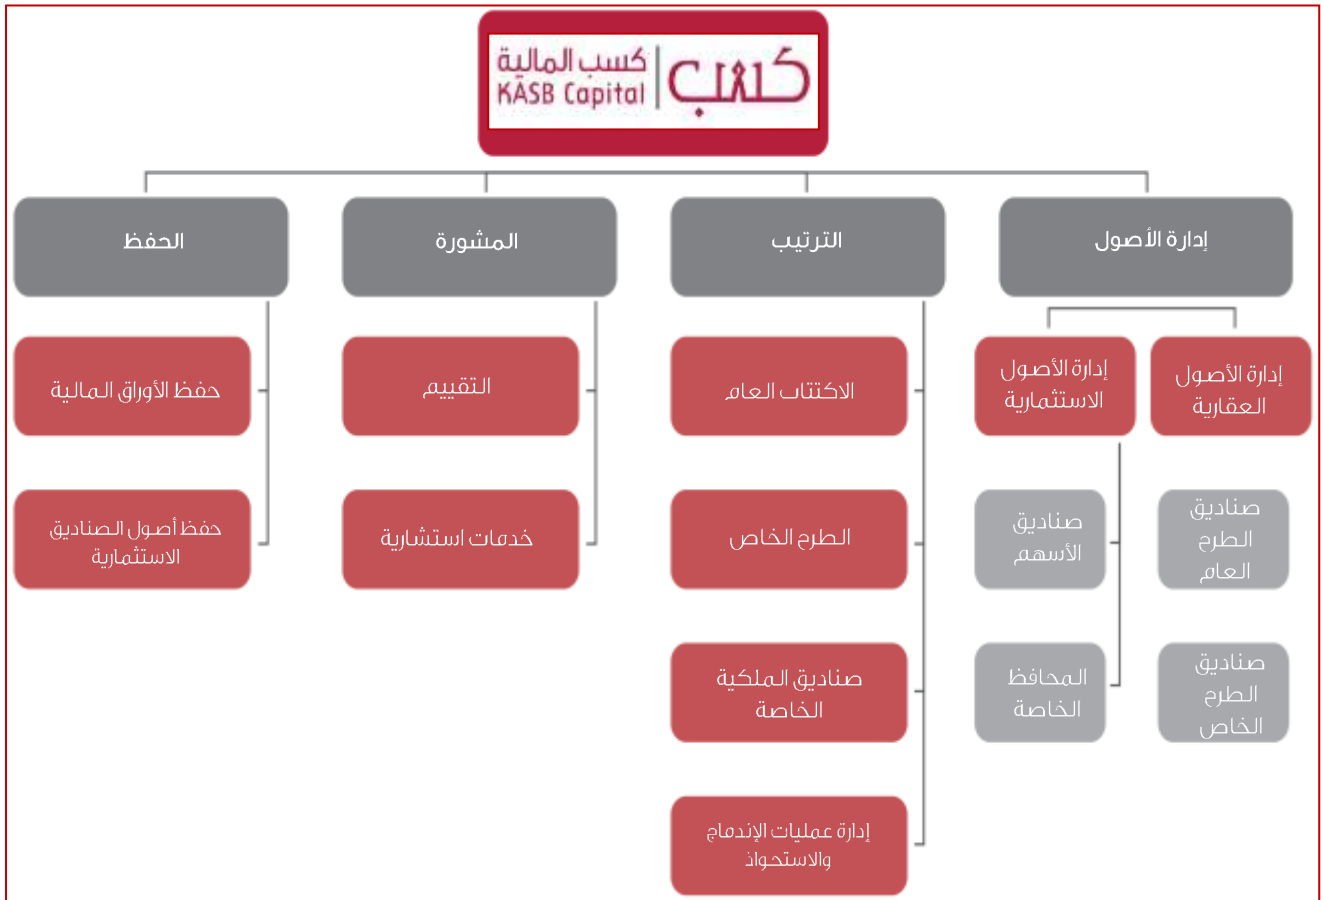 كسب المالية
KASB Capital
كسب
إدارة الأصول
الترتيب
المشورة
الحفظ
إدارة الأصول
العقارية
إدارة الأصول
الاستثمارية
الاكتتاب العام
التقييم
حفظ الأوراق المالية
صناديق
الطرح
العام
صناديق
الأسهم
الطرح الخاص
خدمات استشارية
حفظ أصول الصناديق
الاستثمارية
صناديق
الطرح
الخاص
المحافظ
الخاصة
صناديق الملكية
الخاصة
إدارة عمليات الإندماج
والاستحواذ